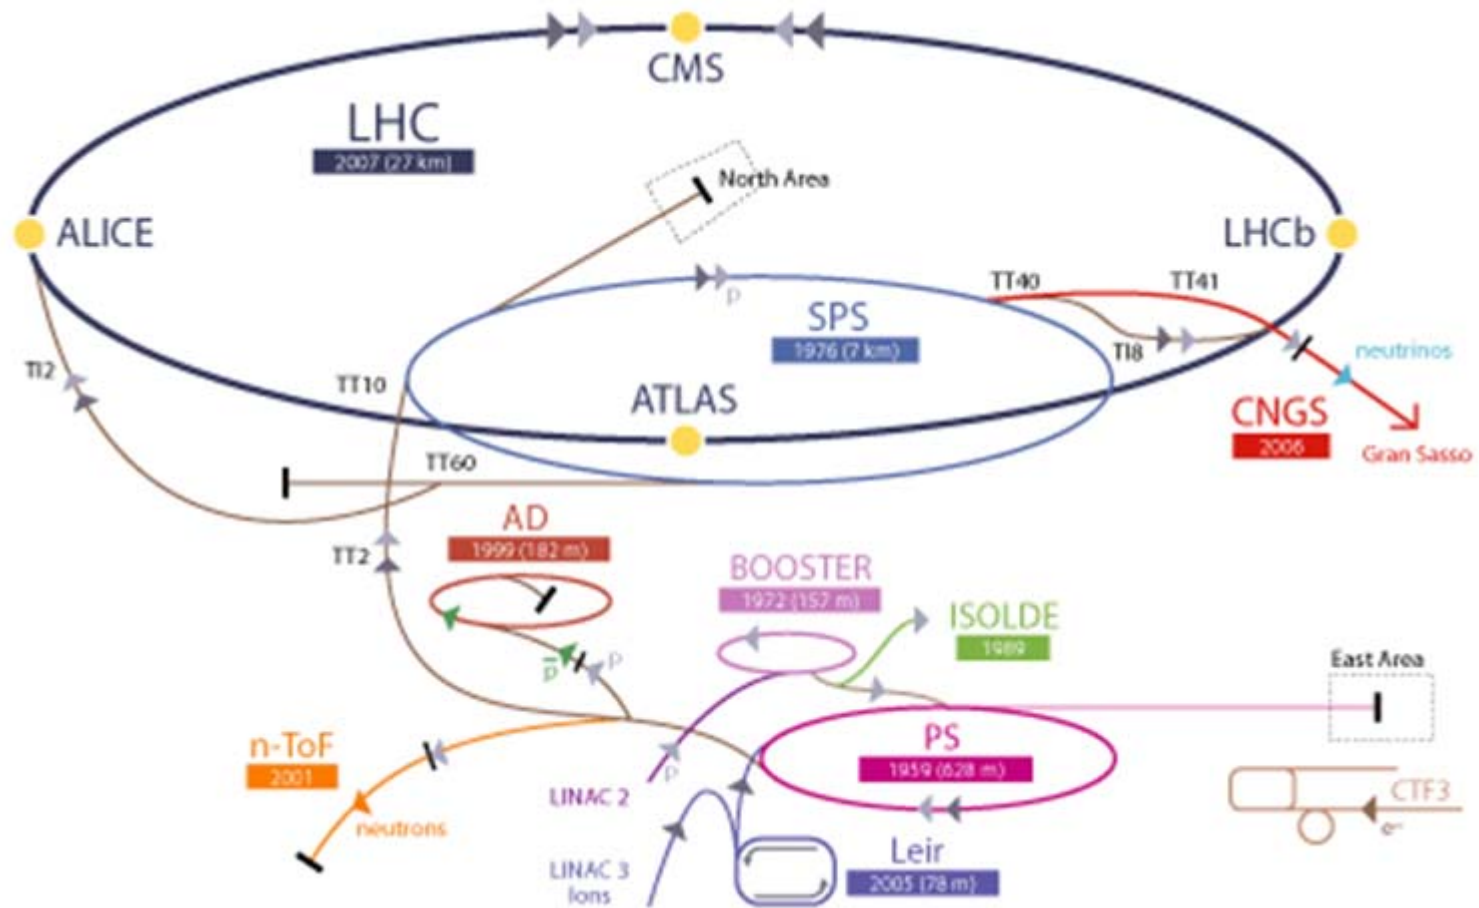 CMS
LHC
2007 (27 km)
North Area
ALICE
LHCb
TT40
TT41
SPS
1976 (7 km)
p
TI8
neutrinos
TI2
TT10
ATLAS
CNGS
2006
Gran Sasso
TT60
AD
1999 (182 m)
TT2
BOOSTER
1972 (157 m)
ISOLDE
1989
East Area
p̅
p
n-ToF
2001
PS
1959 (628 m)
p
LINAC 2
neutrons
CTF3
e-
LINAC 3
Ions
Leir
2005 (78 m)